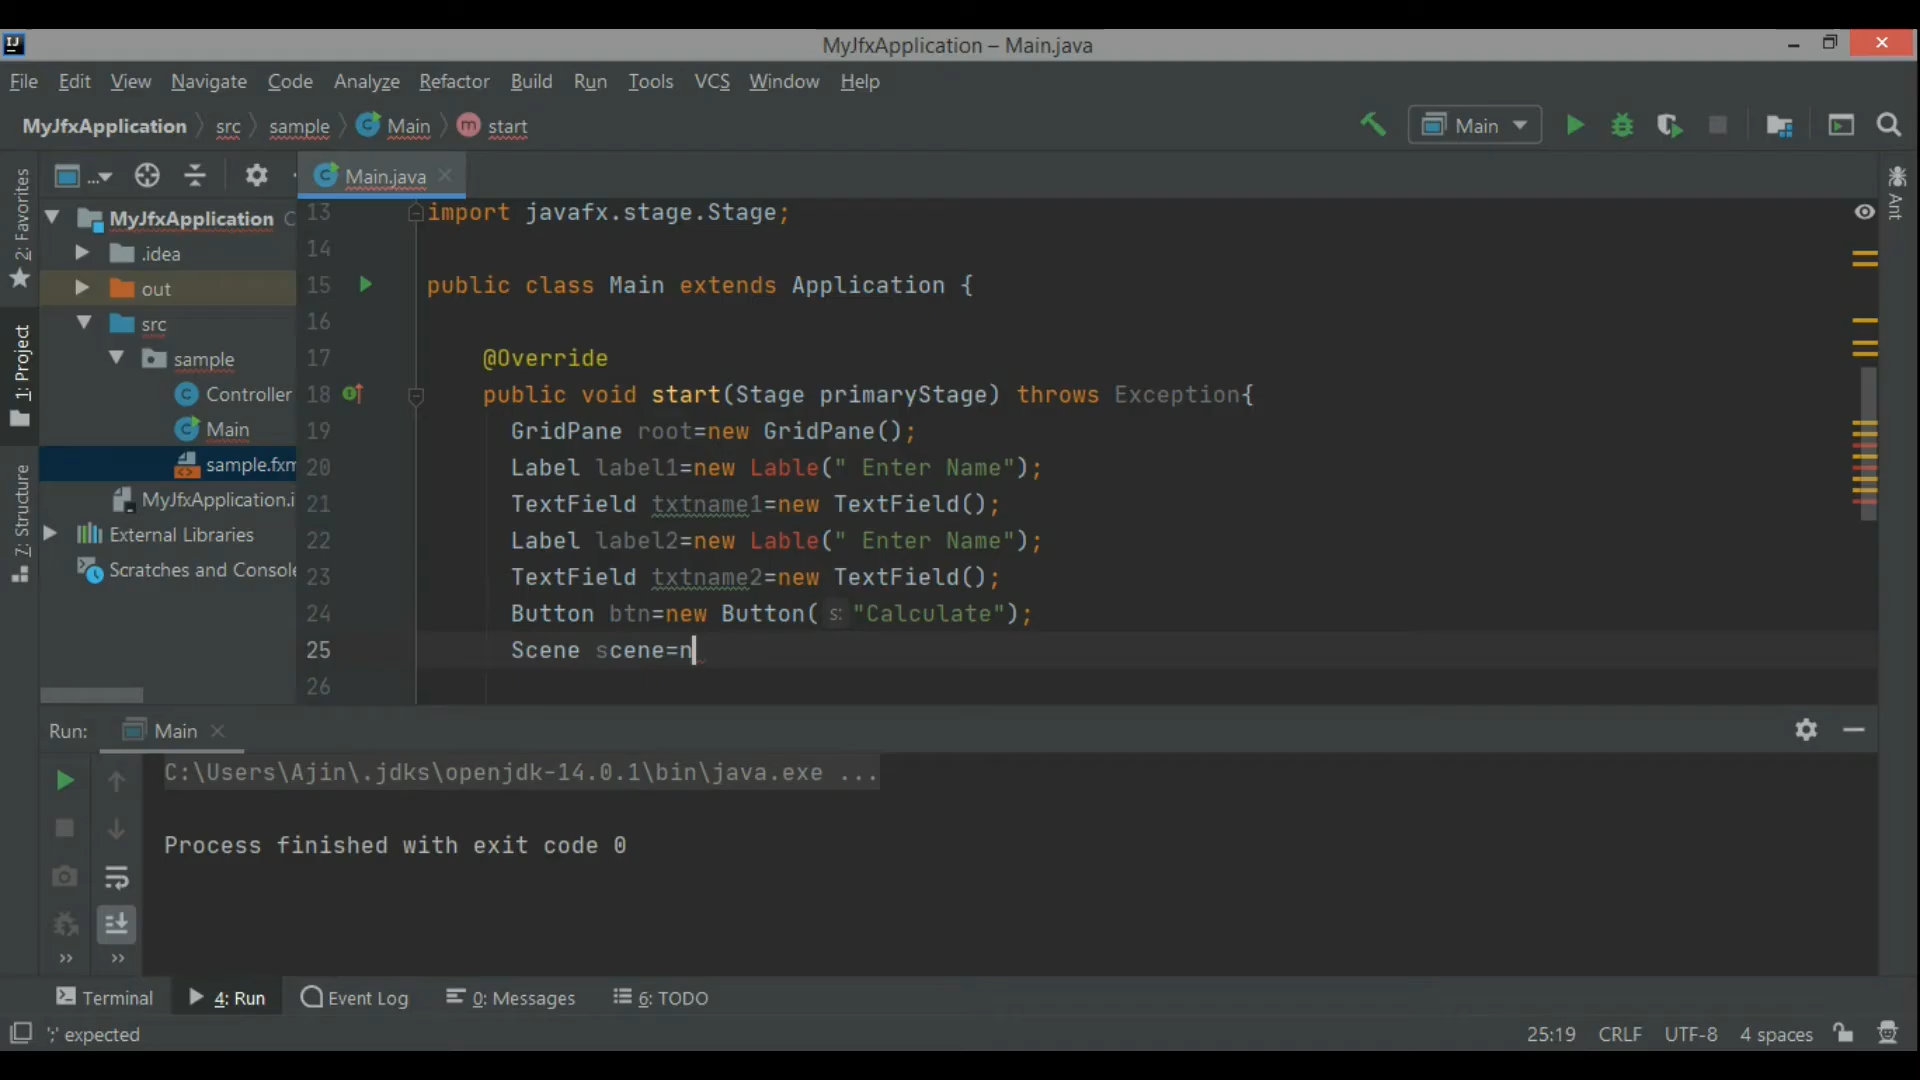 IJ
MyJfxApplication – Main.java
File Edit View Navigate Code Analyze Refactor Build Run Tools VCS Window Help
MyJfxApplication src sample Main m start
Main
... Main.java
2: Favorites
1: Project
7: Structure
Ant
MyJfxApplication C
.idea
out
src
sample
Controller
Main
sample.fxm
MyJfxApplication.i
External Libraries
Scratches and Console
13 import javafx.stage.Stage;
14
15 public class Main extends Application {
16
17 @Override
18 public void start(Stage primaryStage) throws Exception{
19 GridPane root=new GridPane();
20 Label label1=new Lable(" Enter Name");
21 TextField txtname1=new TextField();
22 Label label2=new Lable(" Enter Name");
23 TextField txtname2=new TextField();
24 Button btn=new Button( s: "Calculate");
25 Scene scene=n
26
Run: Main
C:\Users\Ajin\.jdks\openjdk-14.0.1\bin\java.exe ...
Process finished with exit code 0
Terminal 4: Run Event Log 0: Messages 6: TODO
';' expected 25:19 CRLF UTF-8 4 spaces